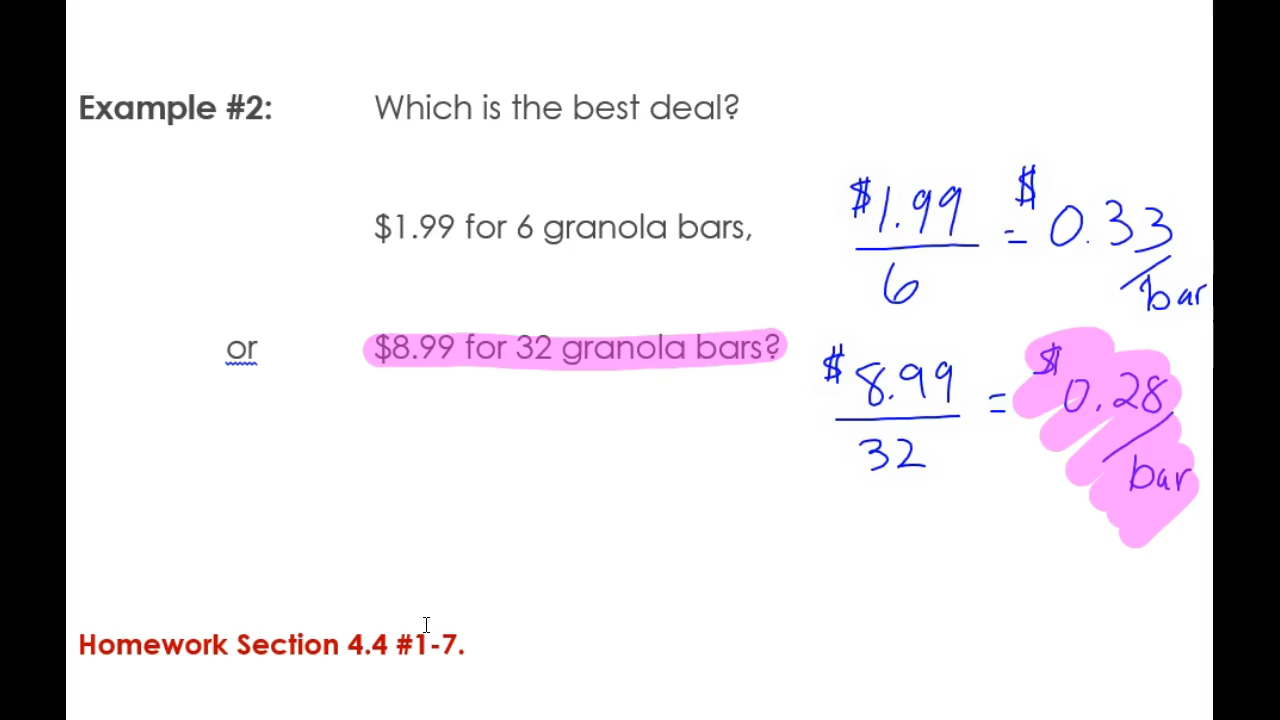 Example #2: Which is the best deal?
$1.99 for 6 granola bars,
$1.99 / 6 = $0.33 / bar
or $8.99 for 32 granola bars?
$8.99 / 32 = $0.28 / bar
Homework Section 4.4 #1-7.